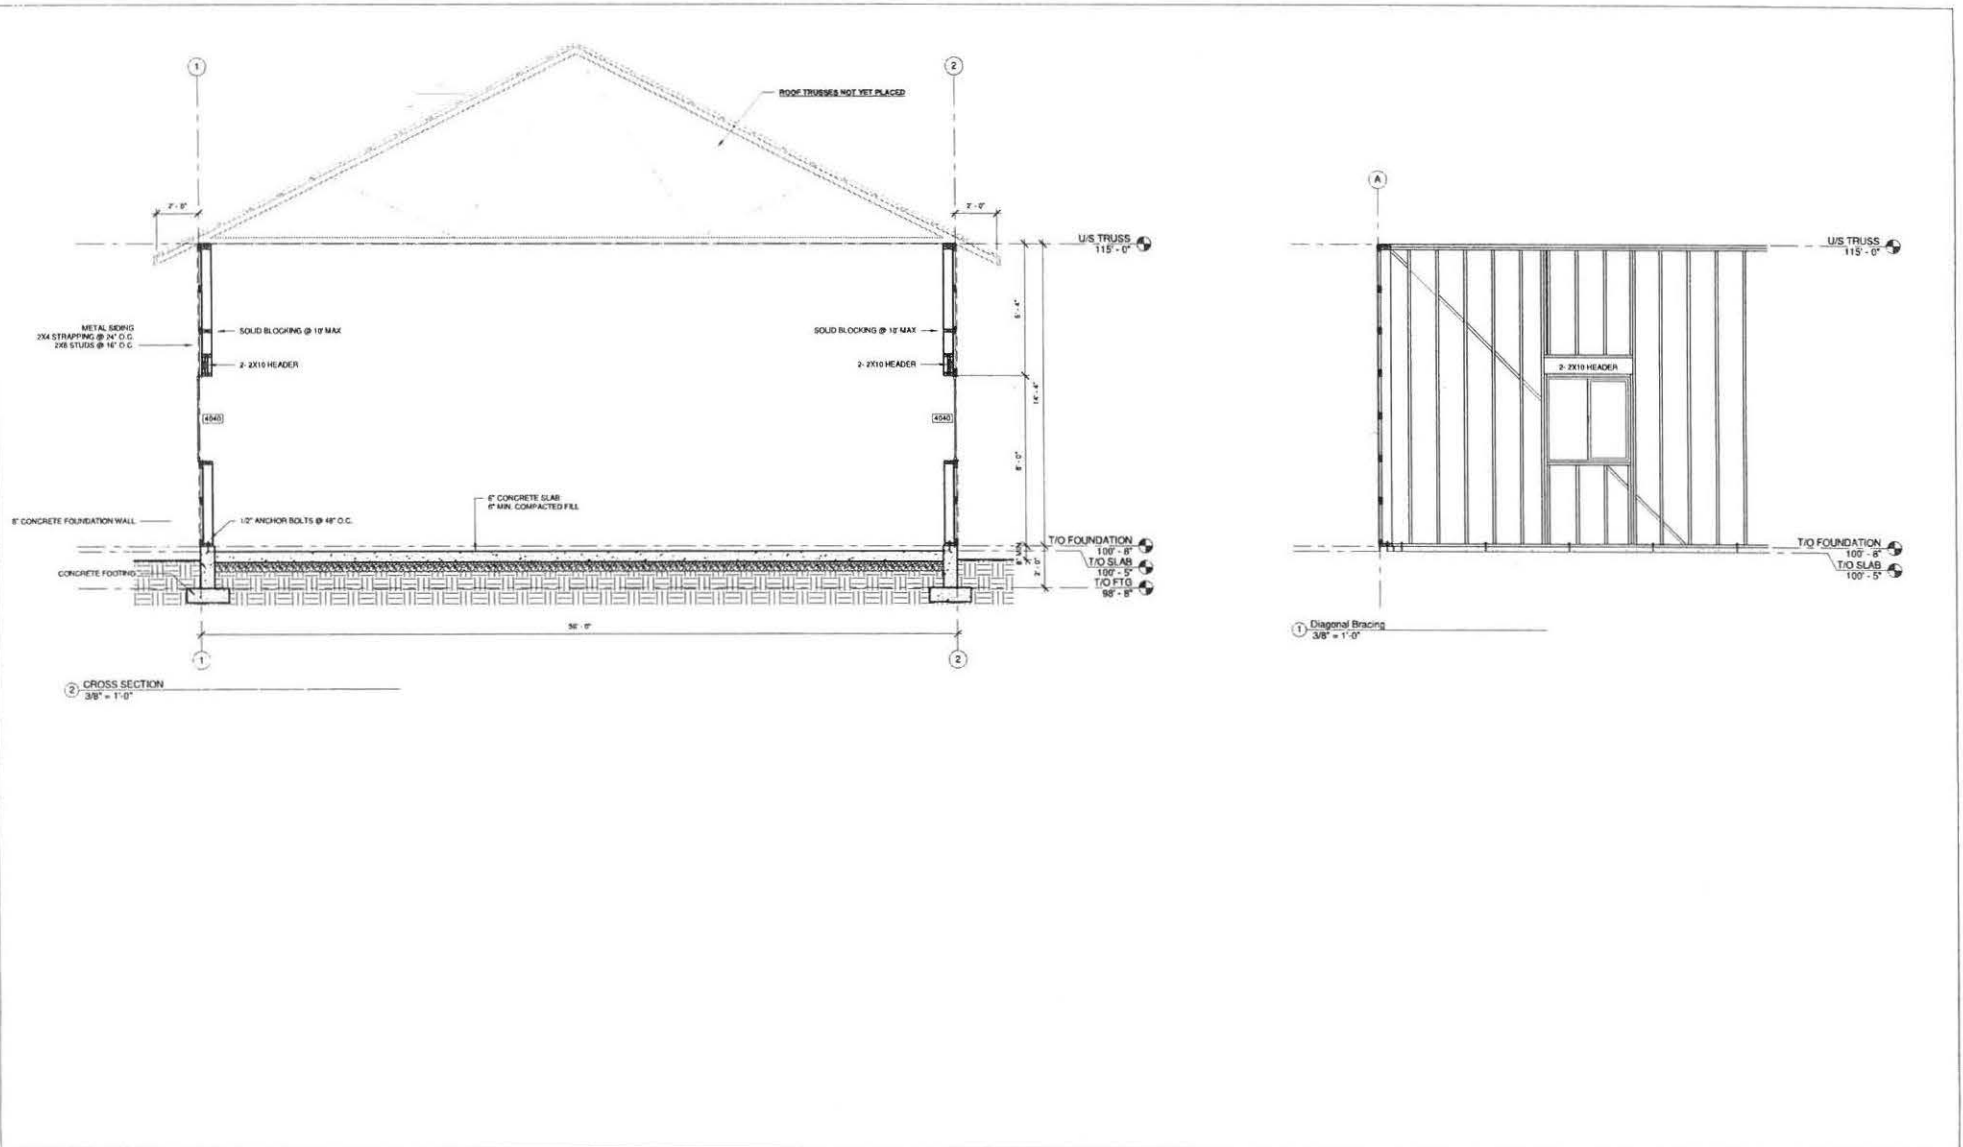 1
2
ROOF TRUSSES NOT YET PLACED
2' - 0"
2' - 0"
U/S TRUSS
115' - 0"
METAL SIDING
2X4 STRAPPING @ 24" O.C.
2X6 STUDS @ 16" O.C.
SOLID BLOCKING @ 10' MAX
2- 2X10 HEADER
SOLID BLOCKING @ 10' MAX
2- 2X10 HEADER
6' - 4"
14' - 4"
8' - 0"
4040
4040
6" CONCRETE SLAB
6" MIN. COMPACTED FILL
8" CONCRETE FOUNDATION WALL
1/2" ANCHOR BOLTS @ 48" O.C.
CONCRETE FOOTING
T/O FOUNDATION
100' - 8"
T/O SLAB
100' - 5"
T/O FTG
98' - 8"
2' - 0"
36' - 0"
1
2
2 CROSS SECTION
3/8" = 1'-0"
A
U/S TRUSS
115' - 0"
2- 2X10 HEADER
T/O FOUNDATION
100' - 8"
T/O SLAB
100' - 5"
1 Diagonal Bracing
3/8" = 1'-0"